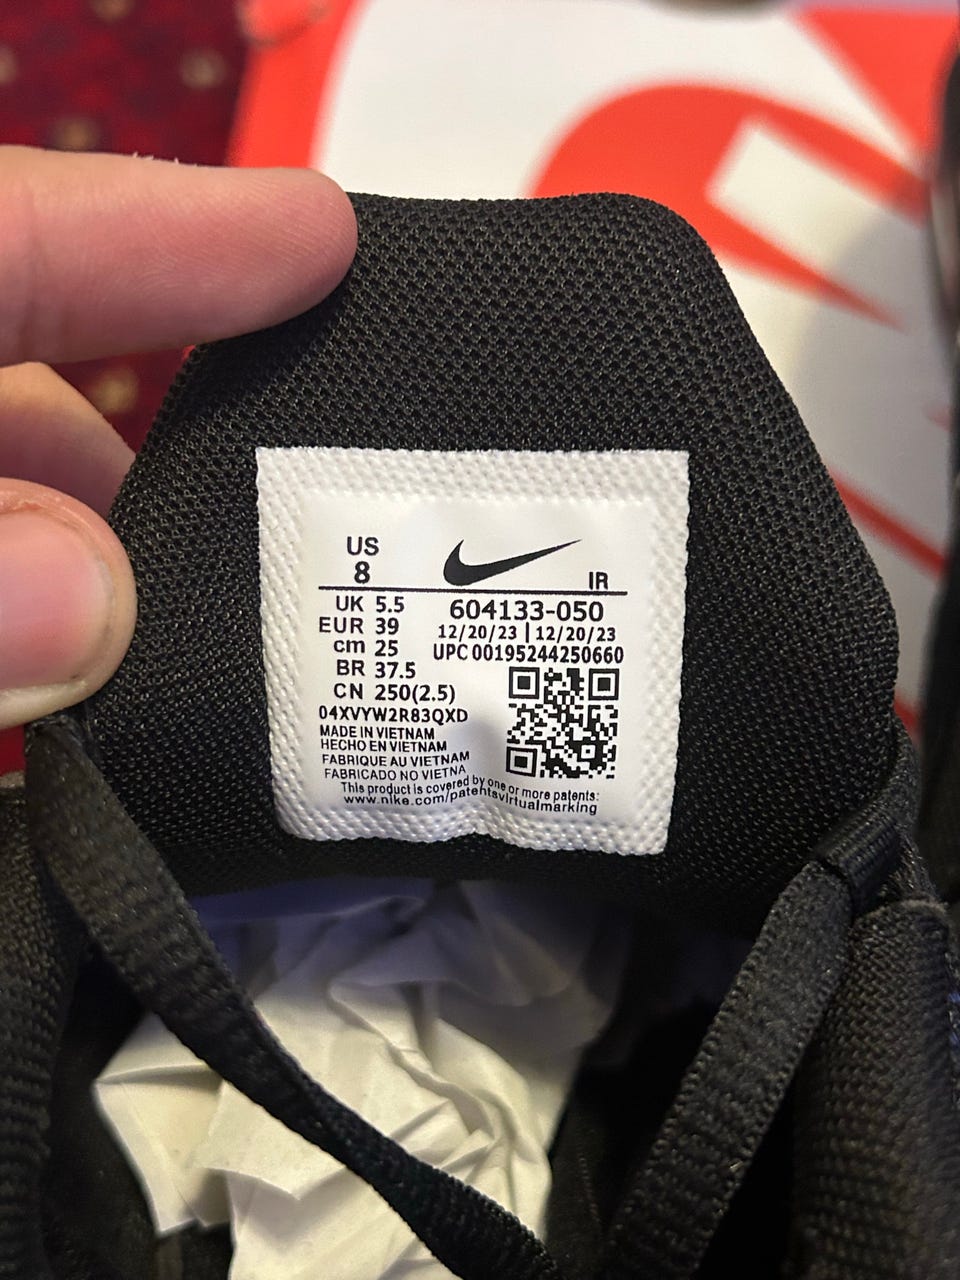 US
8
IR
UK 5.5
EUR 39
cm 25
BR 37.5
CN 250(2.5)
604133-050
12/20/23 | 12/20/23
UPC 00195244250660
04XVYW2R83QXD
MADE IN VIETNAM
HECHO EN VIETNAM
FABRIQUE AU VIETNAM
FABRICADO NO VIETNA
This product is covered by one or more patents:
www.nike.com/patentsvirtualmarking